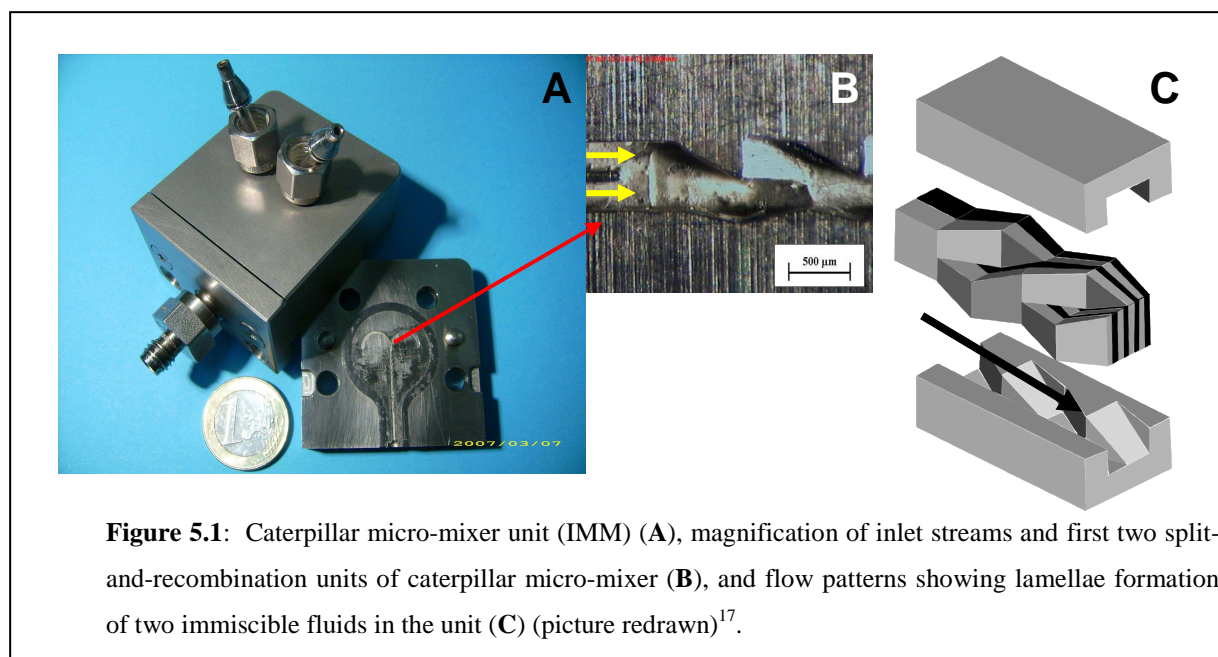 A
B
C
500 µm
1
2007/03/07
Figure 5.1: Caterpillar micro-mixer unit (IMM) (A), magnification of inlet streams and first two split-
and-recombination units of caterpillar micro-mixer (B), and flow patterns showing lamellae formation
of two immiscible fluids in the unit (C) (picture redrawn)17.